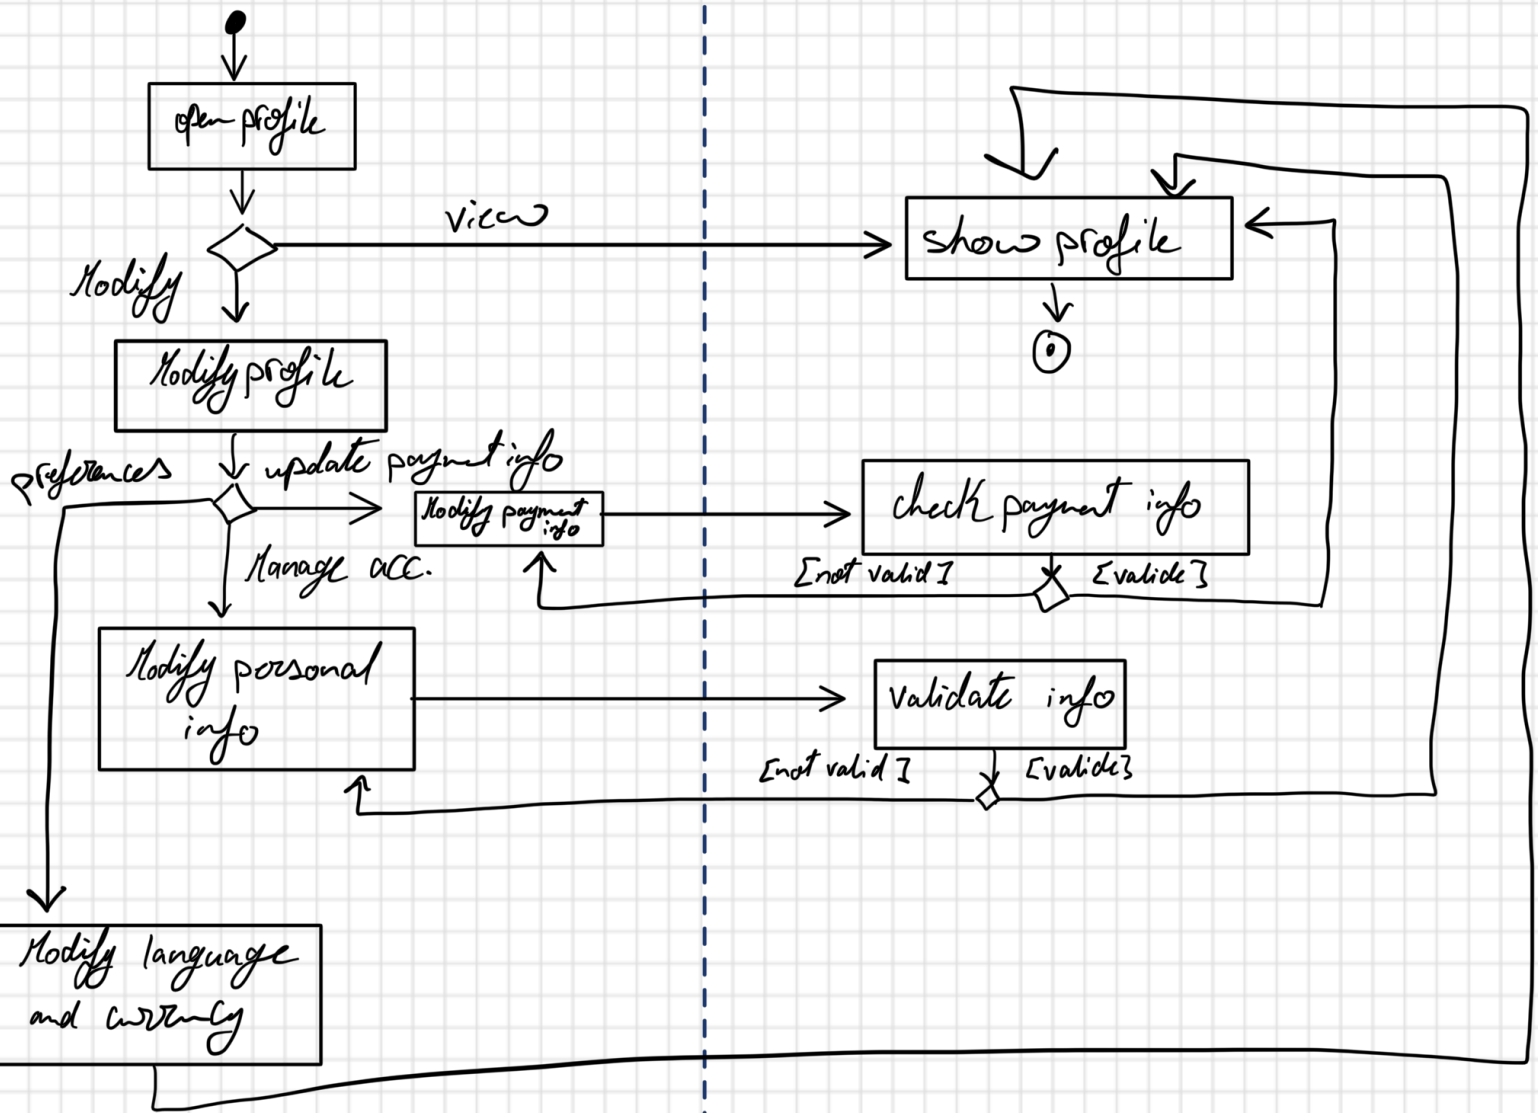 open profile
view
show profile
Modify
Modify profile
preferences
update paymet info
Modify payment
info
check payment info
Manage acc.
[not valid]
[valide]
Modify personal
info
validate info
[not valid]
[valide]
Modify language
and currency